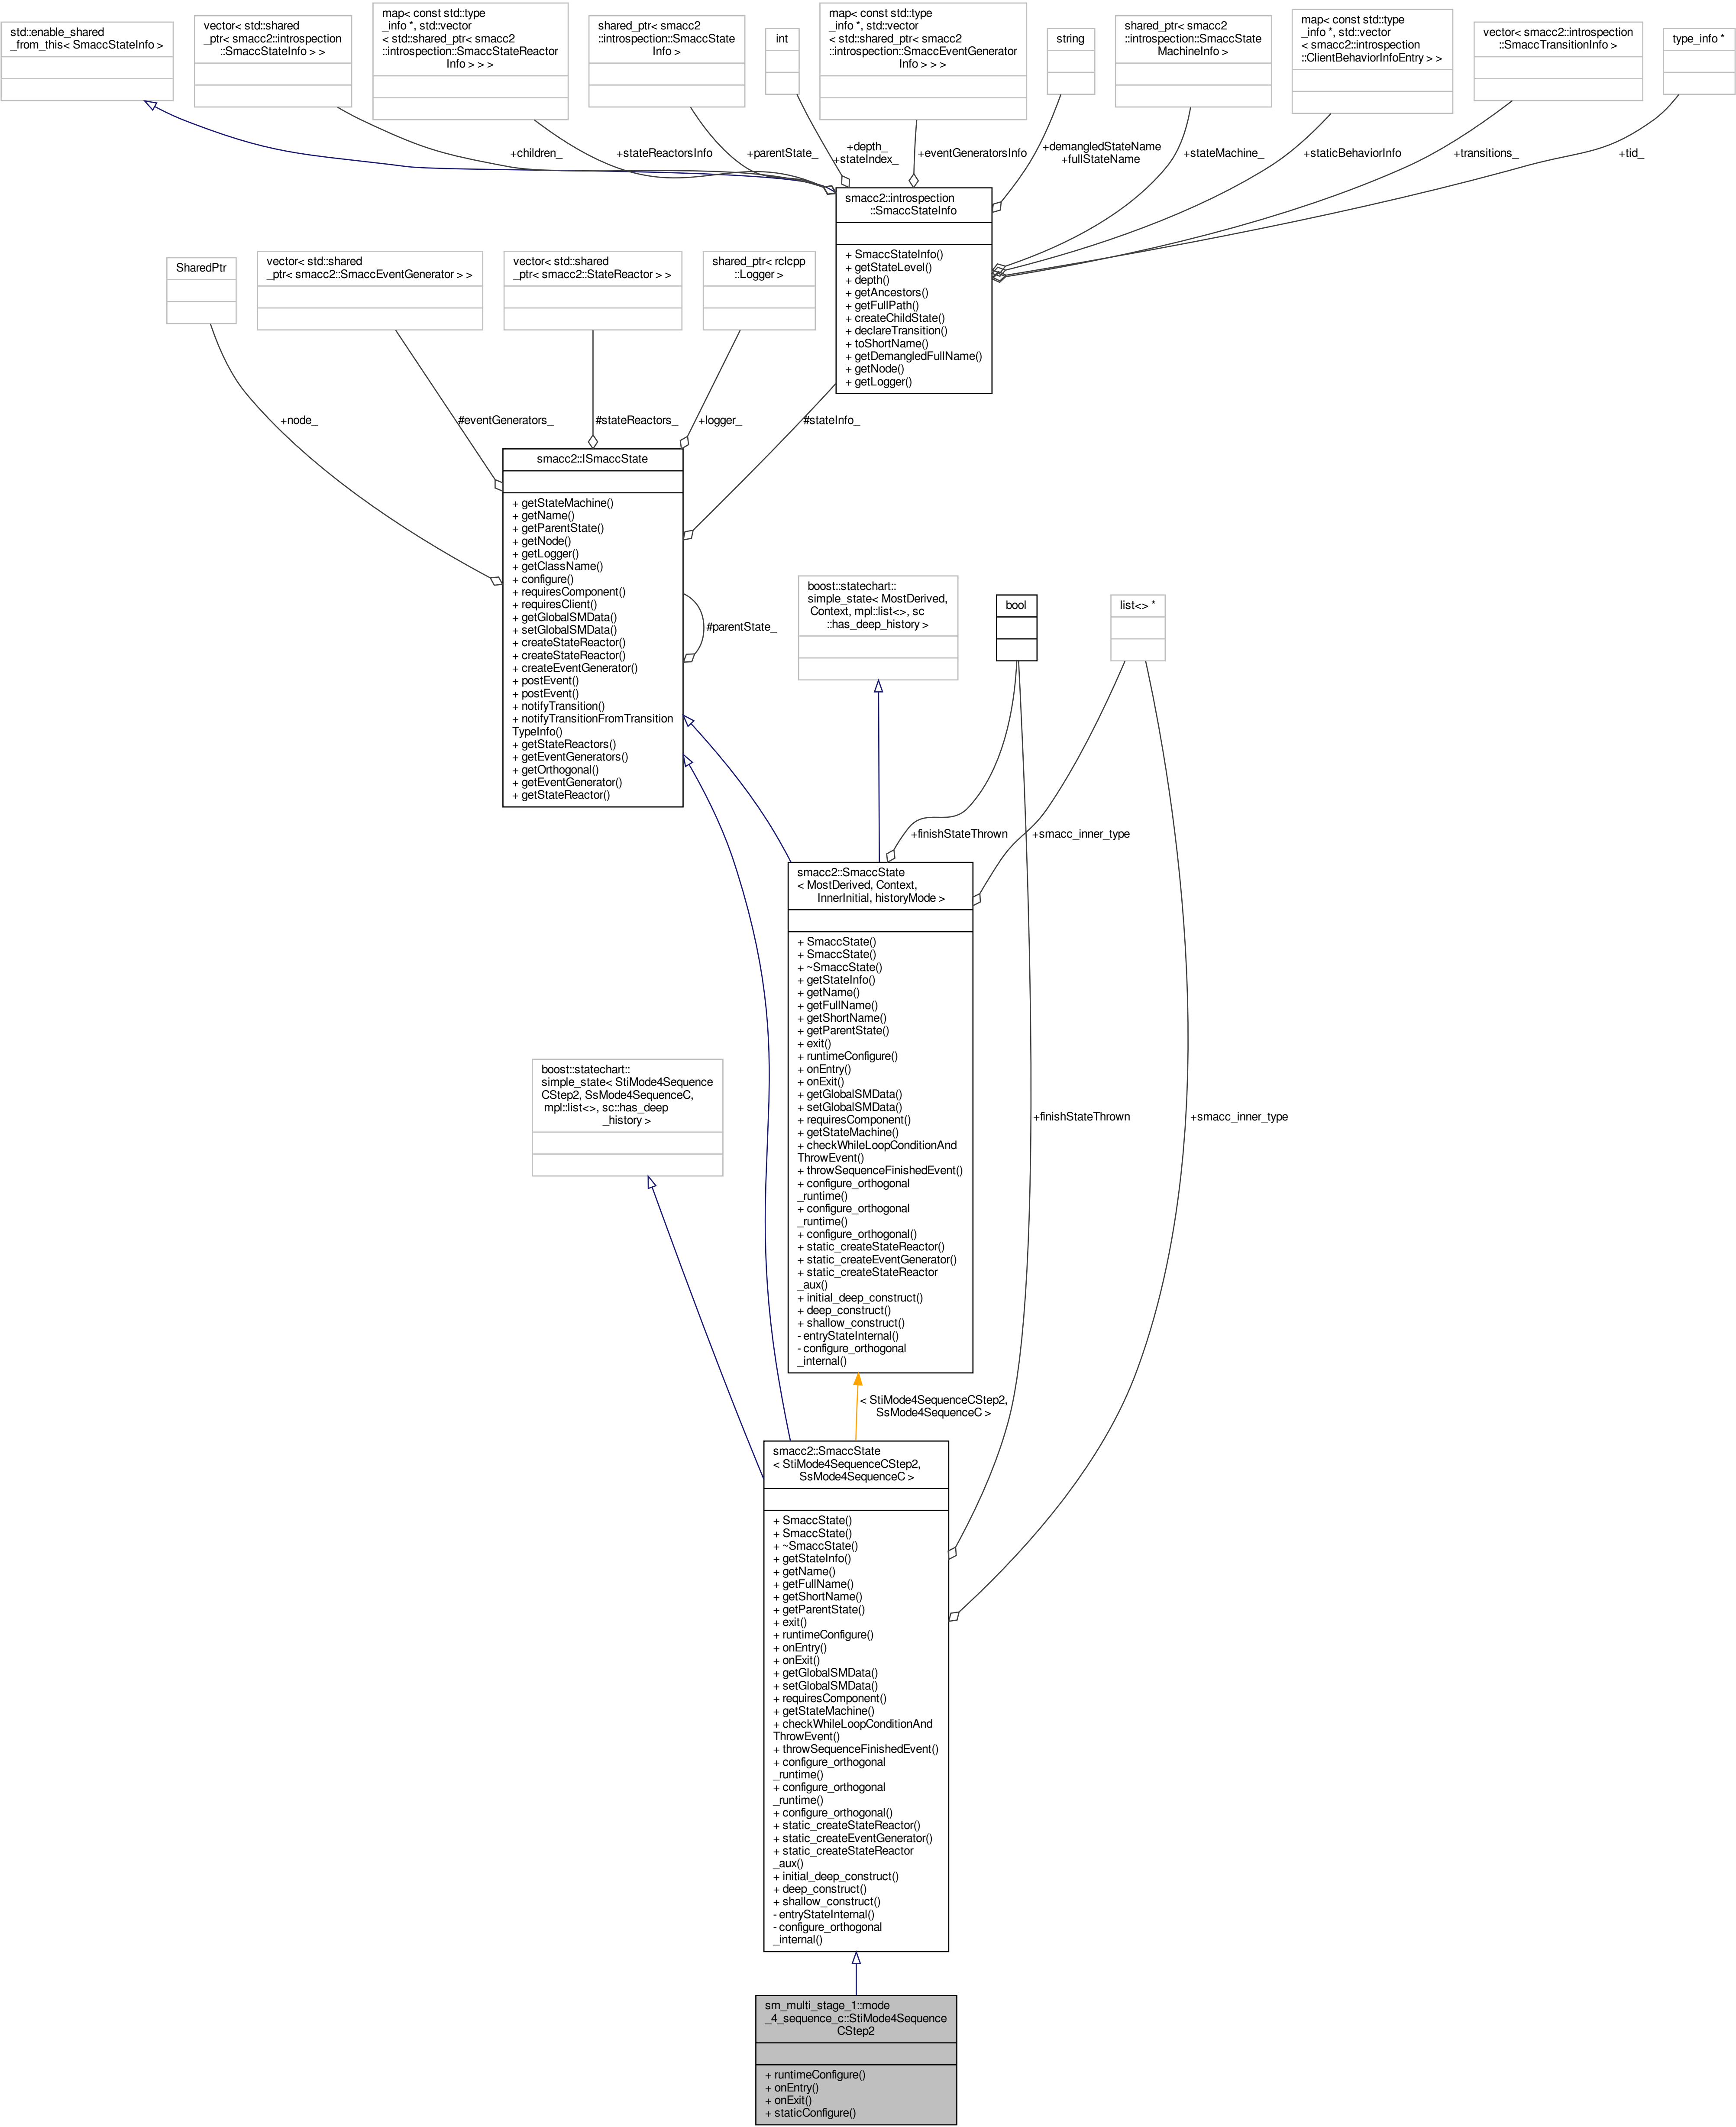 std::enable_shared
_from_this< SmaccStateInfo >
vector< std::shared
_ptr< smacc2::introspection
::SmaccStateInfo > >
map< const std::type
_info *, std::vector
< std::shared_ptr< smacc2
::introspection::SmaccStateReactor
Info > > >
shared_ptr< smacc2
::introspection::SmaccState
Info >
int
map< const std::type
_info *, std::vector
< std::shared_ptr< smacc2
::introspection::SmaccEventGenerator
Info > > >
string
shared_ptr< smacc2
::introspection::SmaccState
MachineInfo >
map< const std::type
_info *, std::vector
< smacc2::introspection
::ClientBehaviorInfoEntry > >
vector< smacc2::introspection
::SmaccTransitionInfo >
type_info *
+children_
+stateReactorsInfo
+parentState_
+depth_
+stateIndex_
+eventGeneratorsInfo
+demangledStateName
+fullStateName
+stateMachine_
+staticBehaviorInfo
+transitions_
+tid_
smacc2::introspection
::SmaccStateInfo
+ SmaccStateInfo()
+ getStateLevel()
+ depth()
+ getAncestors()
+ getFullPath()
+ createChildState()
+ declareTransition()
+ toShortName()
+ getDemangledFullName()
+ getNode()
+ getLogger()
SharedPtr
vector< std::shared
_ptr< smacc2::SmaccEventGenerator > >
vector< std::shared
_ptr< smacc2::StateReactor > >
shared_ptr< rclcpp
::Logger >
+node_
#eventGenerators_
#stateReactors_
+logger_
#stateInfo_
smacc2::ISmaccState
+ getStateMachine()
+ getName()
+ getParentState()
+ getNode()
+ getLogger()
+ getClassName()
+ configure()
+ requiresComponent()
+ requiresClient()
+ getGlobalSMData()
+ setGlobalSMData()
+ createStateReactor()
+ createStateReactor()
+ createEventGenerator()
+ postEvent()
+ postEvent()
+ notifyTransition()
+ notifyTransitionFromTransition
TypeInfo()
+ getStateReactors()
+ getEventGenerators()
+ getOrthogonal()
+ getEventGenerator()
+ getStateReactor()
#parentState_
boost::statechart::
simple_state< MostDerived,
Context, mpl::list<>, sc
::has_deep_history >
bool
list<> *
+finishStateThrown
+smacc_inner_type
smacc2::SmaccState
< MostDerived, Context,
InnerInitial, historyMode >
+ SmaccState()
+ SmaccState()
+ ~SmaccState()
+ getStateInfo()
+ getName()
+ getFullName()
+ getShortName()
+ getParentState()
+ exit()
+ runtimeConfigure()
+ onEntry()
+ onExit()
+ getGlobalSMData()
+ setGlobalSMData()
+ requiresComponent()
+ getStateMachine()
+ checkWhileLoopConditionAnd
ThrowEvent()
+ throwSequenceFinishedEvent()
+ configure_orthogonal
_runtime()
+ configure_orthogonal
_runtime()
+ configure_orthogonal()
+ static_createStateReactor()
+ static_createEventGenerator()
+ static_createStateReactor
_aux()
+ initial_deep_construct()
+ deep_construct()
+ shallow_construct()
- entryStateInternal()
- configure_orthogonal
_internal()
boost::statechart::
simple_state< StiMode4Sequence
CStep2, SsMode4SequenceC,
mpl::list<>, sc::has_deep
_history >
+finishStateThrown
+smacc_inner_type
< StiMode4SequenceCStep2,
SsMode4SequenceC >
smacc2::SmaccState
< StiMode4SequenceCStep2,
SsMode4SequenceC >
+ SmaccState()
+ SmaccState()
+ ~SmaccState()
+ getStateInfo()
+ getName()
+ getFullName()
+ getShortName()
+ getParentState()
+ exit()
+ runtimeConfigure()
+ onEntry()
+ onExit()
+ getGlobalSMData()
+ setGlobalSMData()
+ requiresComponent()
+ getStateMachine()
+ checkWhileLoopConditionAnd
ThrowEvent()
+ throwSequenceFinishedEvent()
+ configure_orthogonal
_runtime()
+ configure_orthogonal
_runtime()
+ configure_orthogonal()
+ static_createStateReactor()
+ static_createEventGenerator()
+ static_createStateReactor
_aux()
+ initial_deep_construct()
+ deep_construct()
+ shallow_construct()
- entryStateInternal()
- configure_orthogonal
_internal()
sm_multi_stage_1::mode
_4_sequence_c::StiMode4Sequence
CStep2
+ runtimeConfigure()
+ onEntry()
+ onExit()
+ staticConfigure()